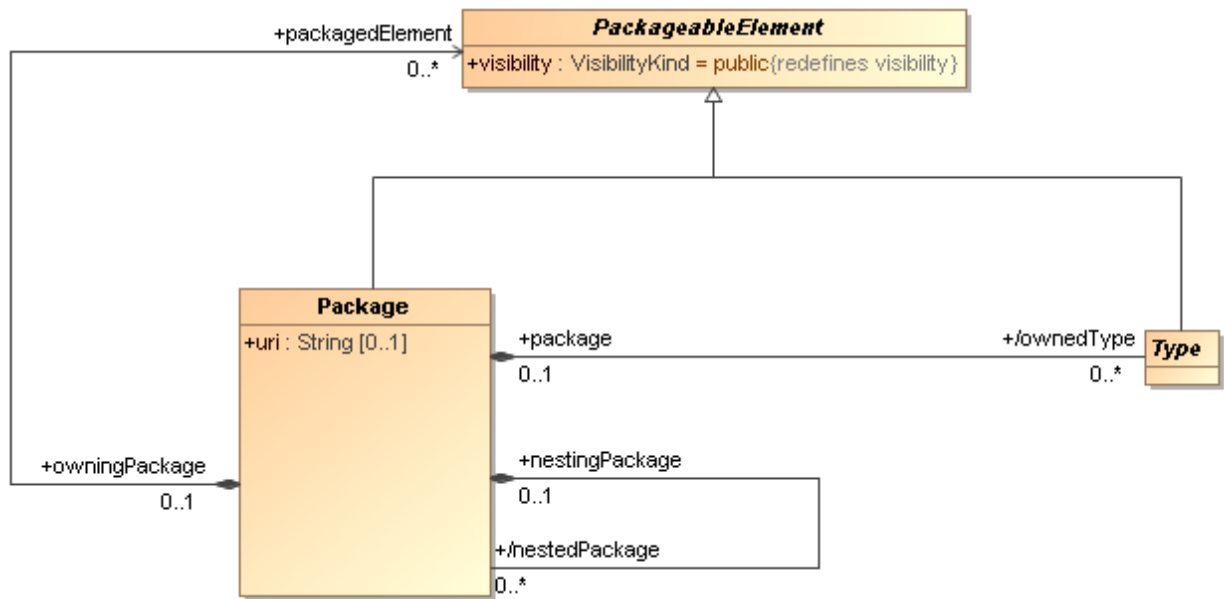 PackageableElement
+packagedElement
0..*
+visibility : VisibilityKind = public{redefines visibility}
Package
+uri : String [0..1]
+package
0..1
+/ownedType
0..*
Type
+owningPackage
0..1
+nestingPackage
0..1
+/nestedPackage
0..*